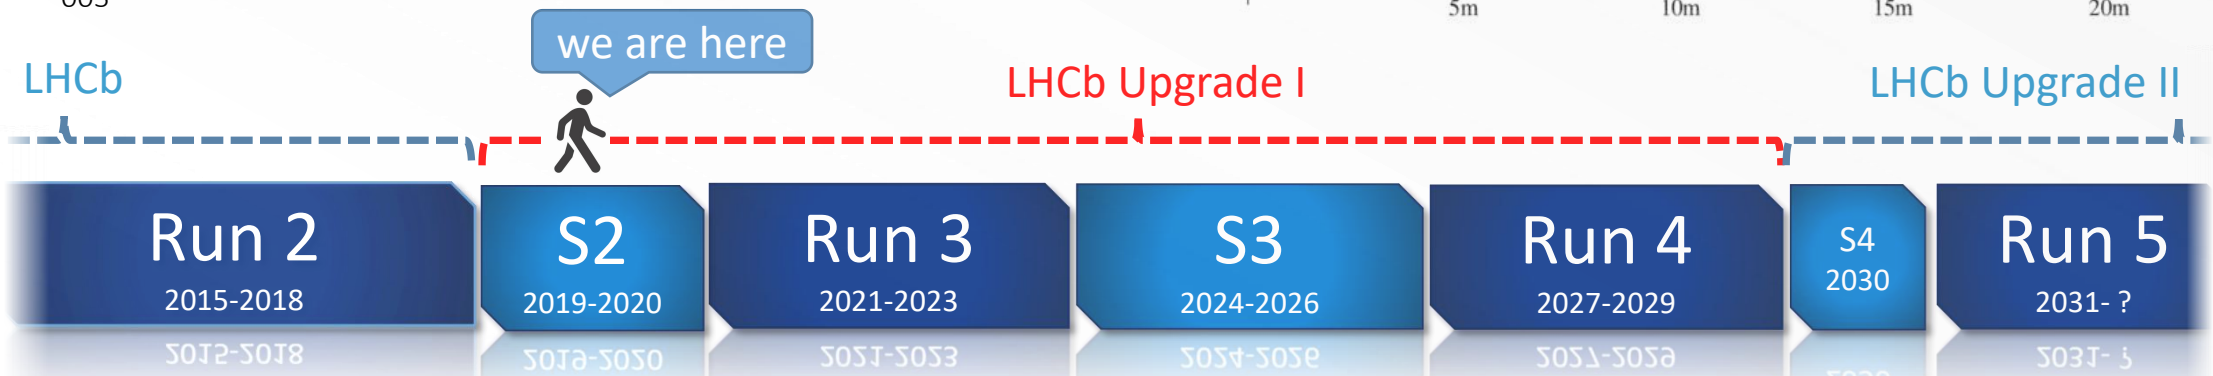 5m 10m 15m 20m
we are here
LHCb LHCb Upgrade I LHCb Upgrade II
Run 2 S2 Run 3 S3 Run 4 S4 Run 5
2015-2018 2019-2020 2021-2023 2024-2026 2027-2029 2030 2031- ?